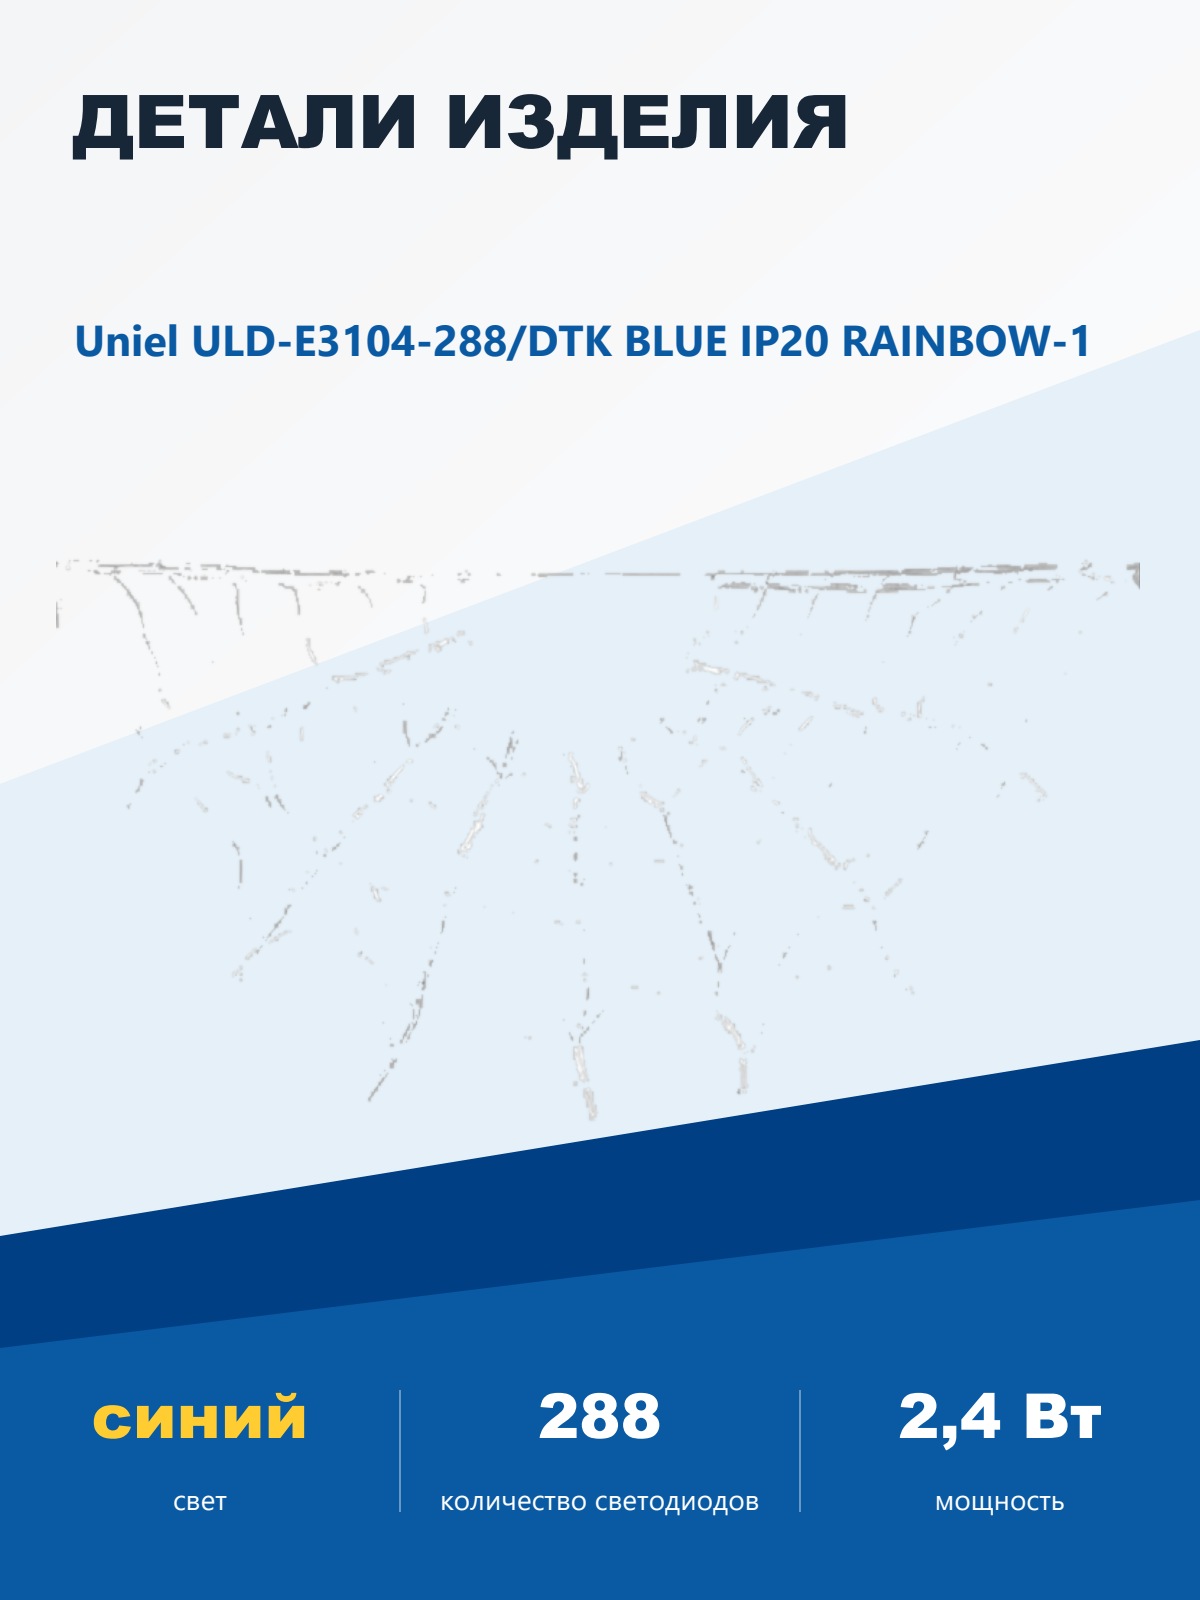 ДЕТАЛИ ИЗДЕЛИЯ
Uniel ULD-E3104-288/DTK BLUE IP20 RAINBOW-1
синий
свет
288
количество светодиодов
2,4 Вт
мощность